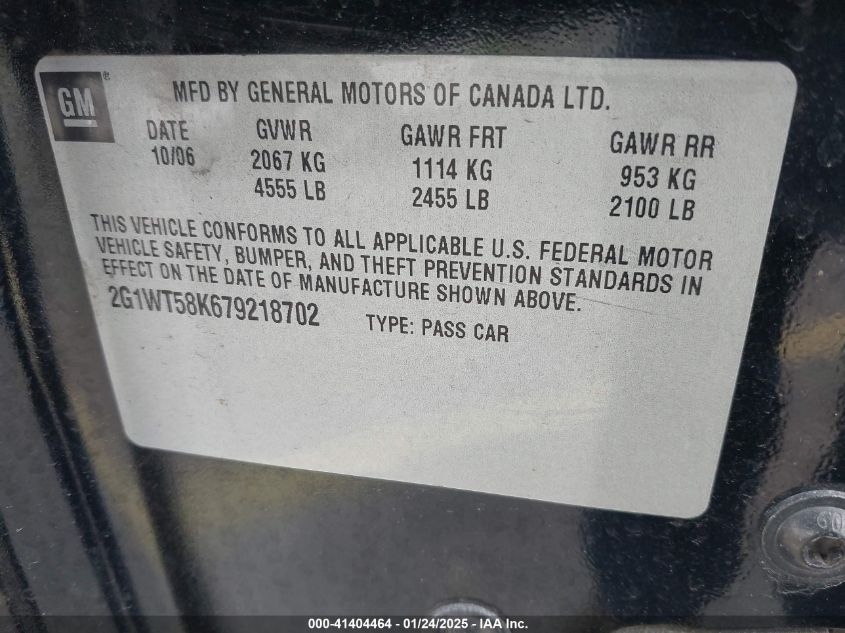 GM
®
MFD BY GENERAL MOTORS OF CANADA LTD.
DATE GVWR GAWR FRT GAWR RR
10/06 2067 KG 1114 KG 953 KG
4555 LB 2455 LB 2100 LB
THIS VEHICLE CONFORMS TO ALL APPLICABLE U.S. FEDERAL MOTOR
VEHICLE SAFETY, BUMPER, AND THEFT PREVENTION STANDARDS IN
EFFECT ON THE DATE OF MANUFACTURE SHOWN ABOVE.
2G1WT58K679218702 TYPE: PASS CAR
000-41404464 - 01/24/2025 - IAA Inc.